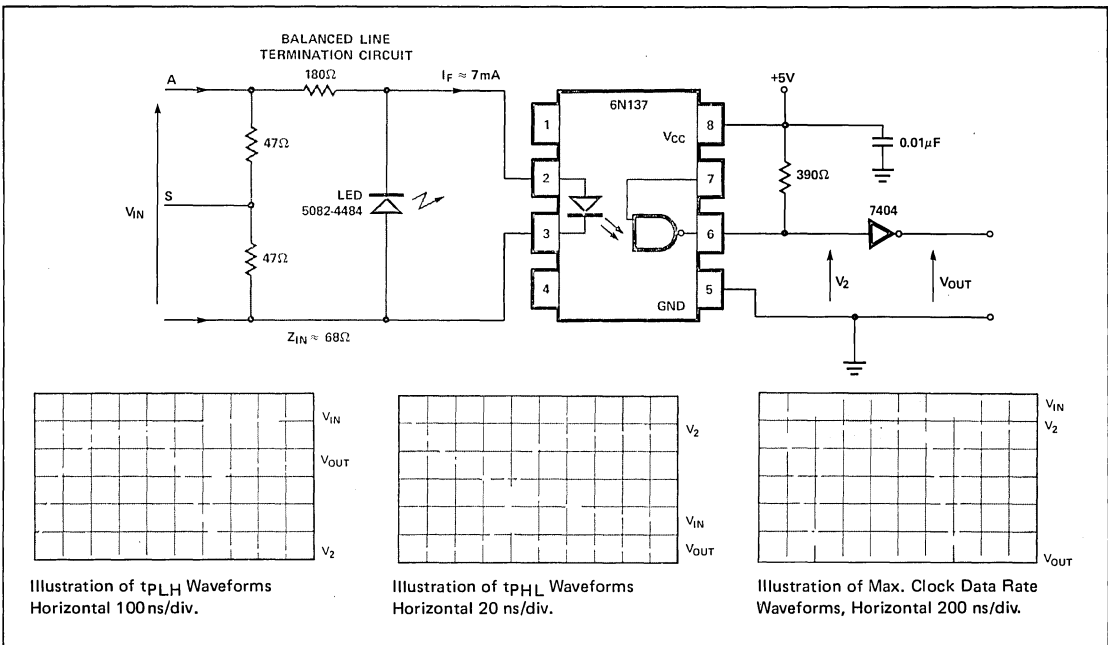 BALANCED LINE
TERMINATION CIRCUIT
A
180Ω
I_F ≈ 7mA
+5V
6N137
1
V_CC
8
47Ω
0.01μF
2
7
390Ω
LED
5082-4484
7404
V_IN
S
3
6
47Ω
4
GND
5
V_2
V_OUT
Z_IN ≈ 68Ω
V_IN
V_OUT
V_2
Illustration of t_PLH Waveforms
Horizontal 100 ns/div.
V_2
V_IN
V_OUT
Illustration of t_PHL Waveforms
Horizontal 20 ns/div.
V_IN
V_2
V_OUT
Illustration of Max. Clock Data Rate
Waveforms, Horizontal 200 ns/div.